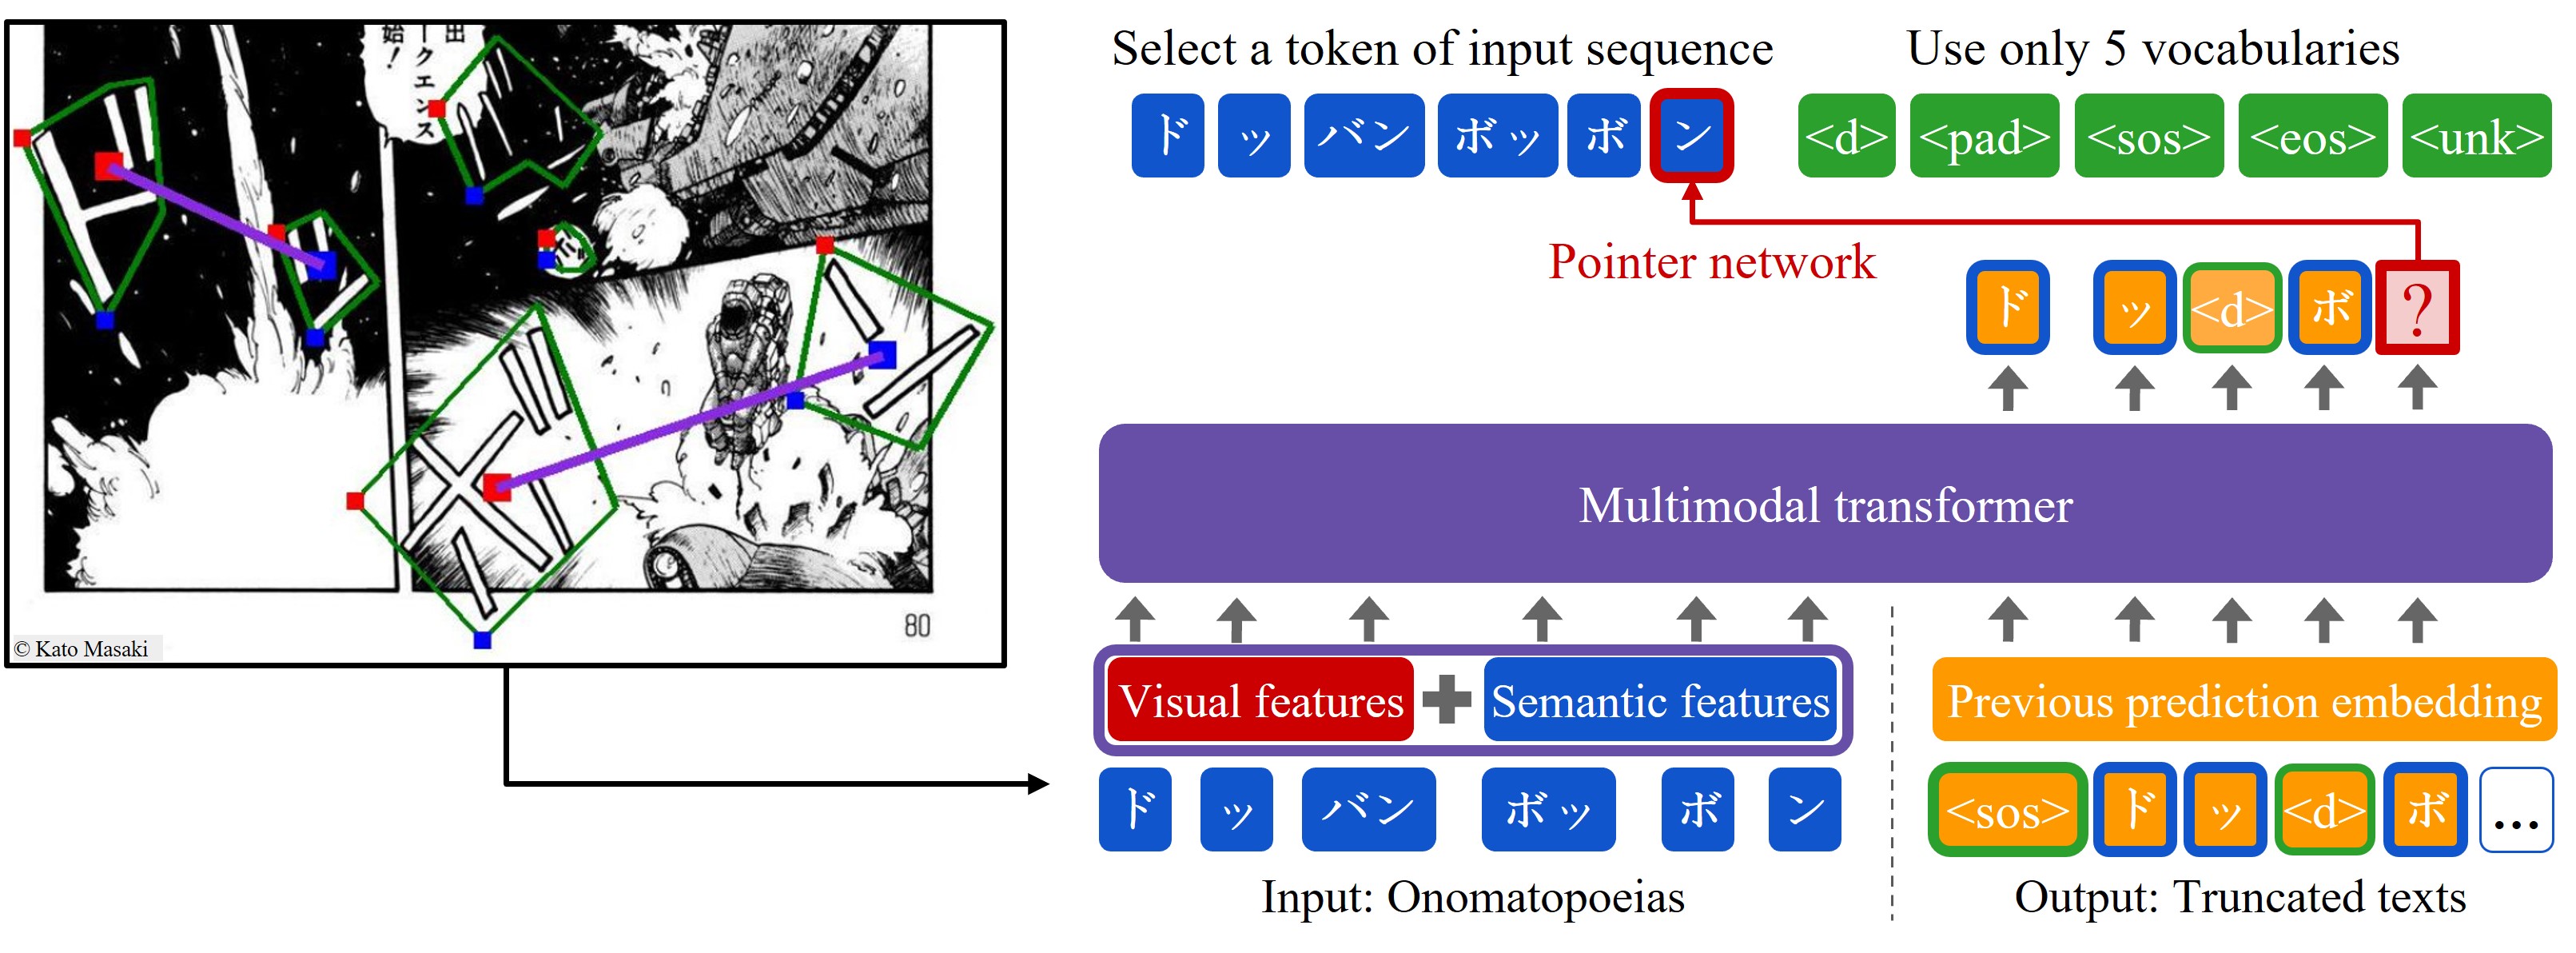 出
ークエンス
始!
だ
80
© Kato Masaki
Select a token of input sequence
Use only 5 vocabularies
ド ッ バン ボッ ボ ン
<d> <pad> <sos> <eos> <unk>
Pointer network
ド ッ <d> ボ ?
Multimodal transformer
Visual features
Semantic features
Previous prediction embedding
ド ッ バン ボッ ボ ン
<sos> ド ッ <d> ボ ...
Input: Onomatopoeias
Output: Truncated texts